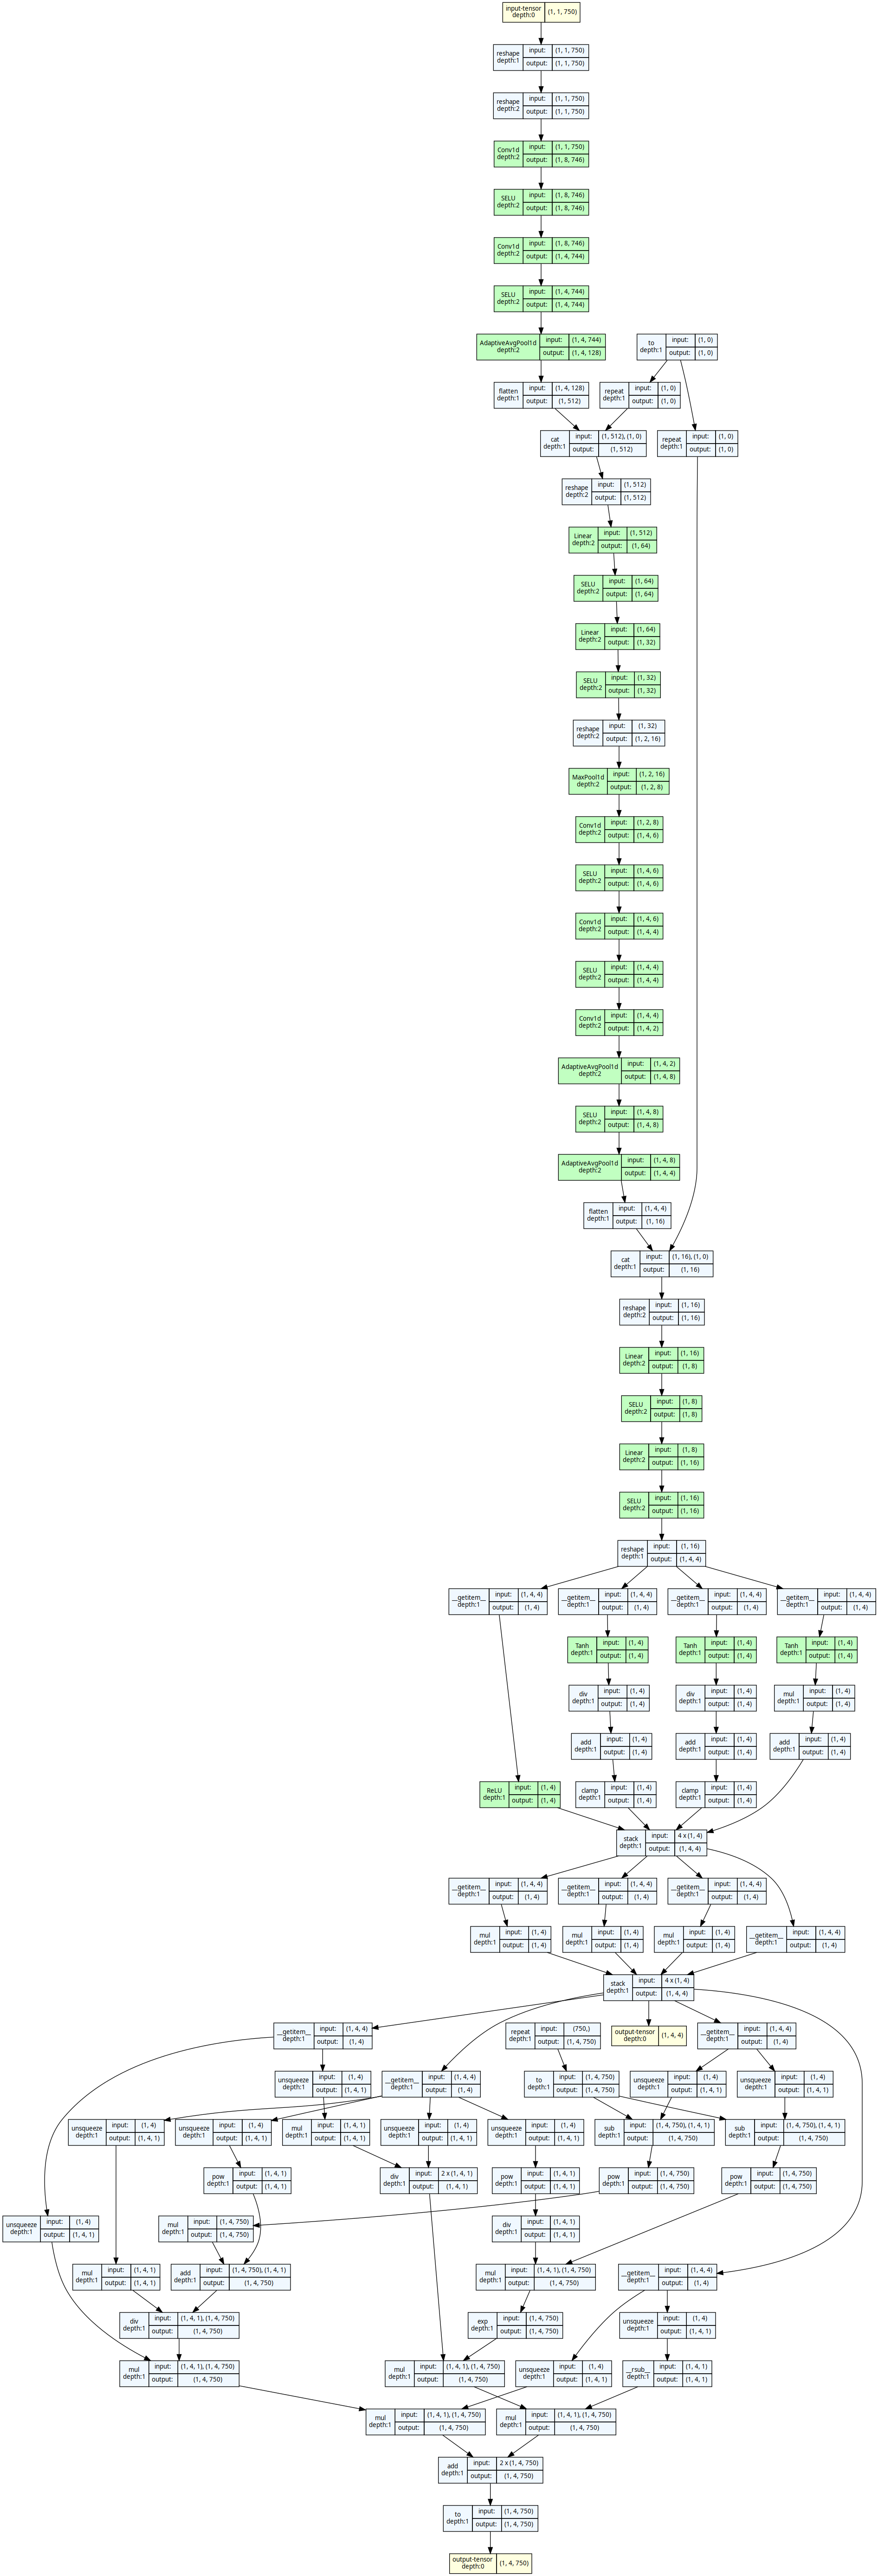 input-tensor (1, 1, 750)
depth:0
reshape input: (1, 1, 750)
depth:1 output: (1, 1, 750)
reshape input: (1, 1, 750)
depth:2 output: (1, 1, 750)
Conv1d input: (1, 1, 750)
depth:2 output: (1, 8, 746)
SELU input: (1, 8, 746)
depth:2 output: (1, 8, 746)
Conv1d input: (1, 8, 746)
depth:2 output: (1, 4, 744)
SELU input: (1, 4, 744)
depth:2 output: (1, 4, 744)
AdaptiveAvgPool1d input: (1, 4, 744)
depth:2 output: (1, 4, 128)
to input: (1, 0)
depth:1 output: (1, 0)
flatten input: (1, 4, 128)
depth:1 output: (1, 512)
repeat input: (1, 0)
depth:1 output: (1, 0)
cat input: (1, 512), (1, 0)
depth:1 output: (1, 512)
repeat input: (1, 0)
depth:1 output: (1, 0)
reshape input: (1, 512)
depth:2 output: (1, 512)
Linear input: (1, 512)
depth:2 output: (1, 64)
SELU input: (1, 64)
depth:2 output: (1, 64)
Linear input: (1, 64)
depth:2 output: (1, 32)
SELU input: (1, 32)
depth:2 output: (1, 32)
reshape input: (1, 32)
depth:2 output: (1, 2, 16)
MaxPool1d input: (1, 2, 16)
depth:2 output: (1, 2, 8)
Conv1d input: (1, 2, 8)
depth:2 output: (1, 4, 6)
SELU input: (1, 4, 6)
depth:2 output: (1, 4, 6)
Conv1d input: (1, 4, 6)
depth:2 output: (1, 4, 4)
SELU input: (1, 4, 4)
depth:2 output: (1, 4, 4)
Conv1d input: (1, 4, 4)
depth:2 output: (1, 4, 2)
AdaptiveAvgPool1d input: (1, 4, 2)
depth:2 output: (1, 4, 8)
SELU input: (1, 4, 8)
depth:2 output: (1, 4, 8)
AdaptiveAvgPool1d input: (1, 4, 8)
depth:2 output: (1, 4, 4)
flatten input: (1, 4, 4)
depth:1 output: (1, 16)
cat input: (1, 16), (1, 0)
depth:1 output: (1, 16)
reshape input: (1, 16)
depth:2 output: (1, 16)
Linear input: (1, 16)
depth:2 output: (1, 8)
SELU input: (1, 8)
depth:2 output: (1, 8)
Linear input: (1, 8)
depth:2 output: (1, 16)
SELU input: (1, 16)
depth:2 output: (1, 16)
reshape input: (1, 16)
depth:1 output: (1, 4, 4)
__getitem__ input: (1, 4, 4)
depth:1 output: (1, 4)
__getitem__ input: (1, 4, 4)
depth:1 output: (1, 4)
__getitem__ input: (1, 4, 4)
depth:1 output: (1, 4)
__getitem__ input: (1, 4, 4)
depth:1 output: (1, 4)
Tanh input: (1, 4)
depth:1 output: (1, 4)
Tanh input: (1, 4)
depth:1 output: (1, 4)
Tanh input: (1, 4)
depth:1 output: (1, 4)
div input: (1, 4)
depth:1 output: (1, 4)
div input: (1, 4)
depth:1 output: (1, 4)
mul input: (1, 4)
depth:1 output: (1, 4)
add input: (1, 4)
depth:1 output: (1, 4)
add input: (1, 4)
depth:1 output: (1, 4)
add input: (1, 4)
depth:1 output: (1, 4)
ReLU input: (1, 4)
depth:1 output: (1, 4)
clamp input: (1, 4)
depth:1 output: (1, 4)
clamp input: (1, 4)
depth:1 output: (1, 4)
stack input: 4 x (1, 4)
depth:1 output: (1, 4, 4)
__getitem__ input: (1, 4, 4)
depth:1 output: (1, 4)
__getitem__ input: (1, 4, 4)
depth:1 output: (1, 4)
__getitem__ input: (1, 4, 4)
depth:1 output: (1, 4)
mul input: (1, 4)
depth:1 output: (1, 4)
mul input: (1, 4)
depth:1 output: (1, 4)
mul input: (1, 4)
depth:1 output: (1, 4)
__getitem__ input: (1, 4, 4)
depth:1 output: (1, 4)
stack input: 4 x (1, 4)
depth:1 output: (1, 4, 4)
__getitem__ input: (1, 4, 4)
depth:1 output: (1, 4)
repeat input: (750,)
depth:1 output: (1, 4, 750)
output-tensor (1, 4, 4)
depth:0
__getitem__ input: (1, 4, 4)
depth:1 output: (1, 4)
unsqueeze input: (1, 4)
depth:1 output: (1, 4, 1)
__getitem__ input: (1, 4, 4)
depth:1 output: (1, 4)
to input: (1, 4, 750)
depth:1 output: (1, 4, 750)
unsqueeze input: (1, 4)
depth:1 output: (1, 4, 1)
unsqueeze input: (1, 4)
depth:1 output: (1, 4, 1)
unsqueeze input: (1, 4)
depth:1 output: (1, 4, 1)
unsqueeze input: (1, 4)
depth:1 output: (1, 4, 1)
mul input: (1, 4, 1)
depth:1 output: (1, 4, 1)
unsqueeze input: (1, 4)
depth:1 output: (1, 4, 1)
unsqueeze input: (1, 4)
depth:1 output: (1, 4, 1)
sub input: (1, 4, 750), (1, 4, 1)
depth:1 output: (1, 4, 750)
sub input: (1, 4, 750), (1, 4, 1)
depth:1 output: (1, 4, 750)
pow input: (1, 4, 1)
depth:1 output: (1, 4, 1)
div input: 2 x (1, 4, 1)
depth:1 output: (1, 4, 1)
pow input: (1, 4, 1)
depth:1 output: (1, 4, 1)
pow input: (1, 4, 750)
depth:1 output: (1, 4, 750)
pow input: (1, 4, 750)
depth:1 output: (1, 4, 750)
unsqueeze input: (1, 4)
depth:1 output: (1, 4, 1)
mul input: (1, 4, 750)
depth:1 output: (1, 4, 750)
div input: (1, 4, 1)
depth:1 output: (1, 4, 1)
mul input: (1, 4, 1)
depth:1 output: (1, 4, 1)
add input: (1, 4, 750), (1, 4, 1)
depth:1 output: (1, 4, 750)
mul input: (1, 4, 1), (1, 4, 750)
depth:1 output: (1, 4, 750)
__getitem__ input: (1, 4, 4)
depth:1 output: (1, 4)
div input: (1, 4, 1), (1, 4, 750)
depth:1 output: (1, 4, 750)
exp input: (1, 4, 750)
depth:1 output: (1, 4, 750)
unsqueeze input: (1, 4)
depth:1 output: (1, 4, 1)
mul input: (1, 4, 1), (1, 4, 750)
depth:1 output: (1, 4, 750)
mul input: (1, 4, 1), (1, 4, 750)
depth:1 output: (1, 4, 750)
unsqueeze input: (1, 4)
depth:1 output: (1, 4, 1)
__rsub__ input: (1, 4, 1)
depth:1 output: (1, 4, 1)
mul input: (1, 4, 1), (1, 4, 750)
depth:1 output: (1, 4, 750)
mul input: (1, 4, 1), (1, 4, 750)
depth:1 output: (1, 4, 750)
add input: 2 x (1, 4, 750)
depth:1 output: (1, 4, 750)
to input: (1, 4, 750)
depth:1 output: (1, 4, 750)
output-tensor (1, 4, 750)
depth:0